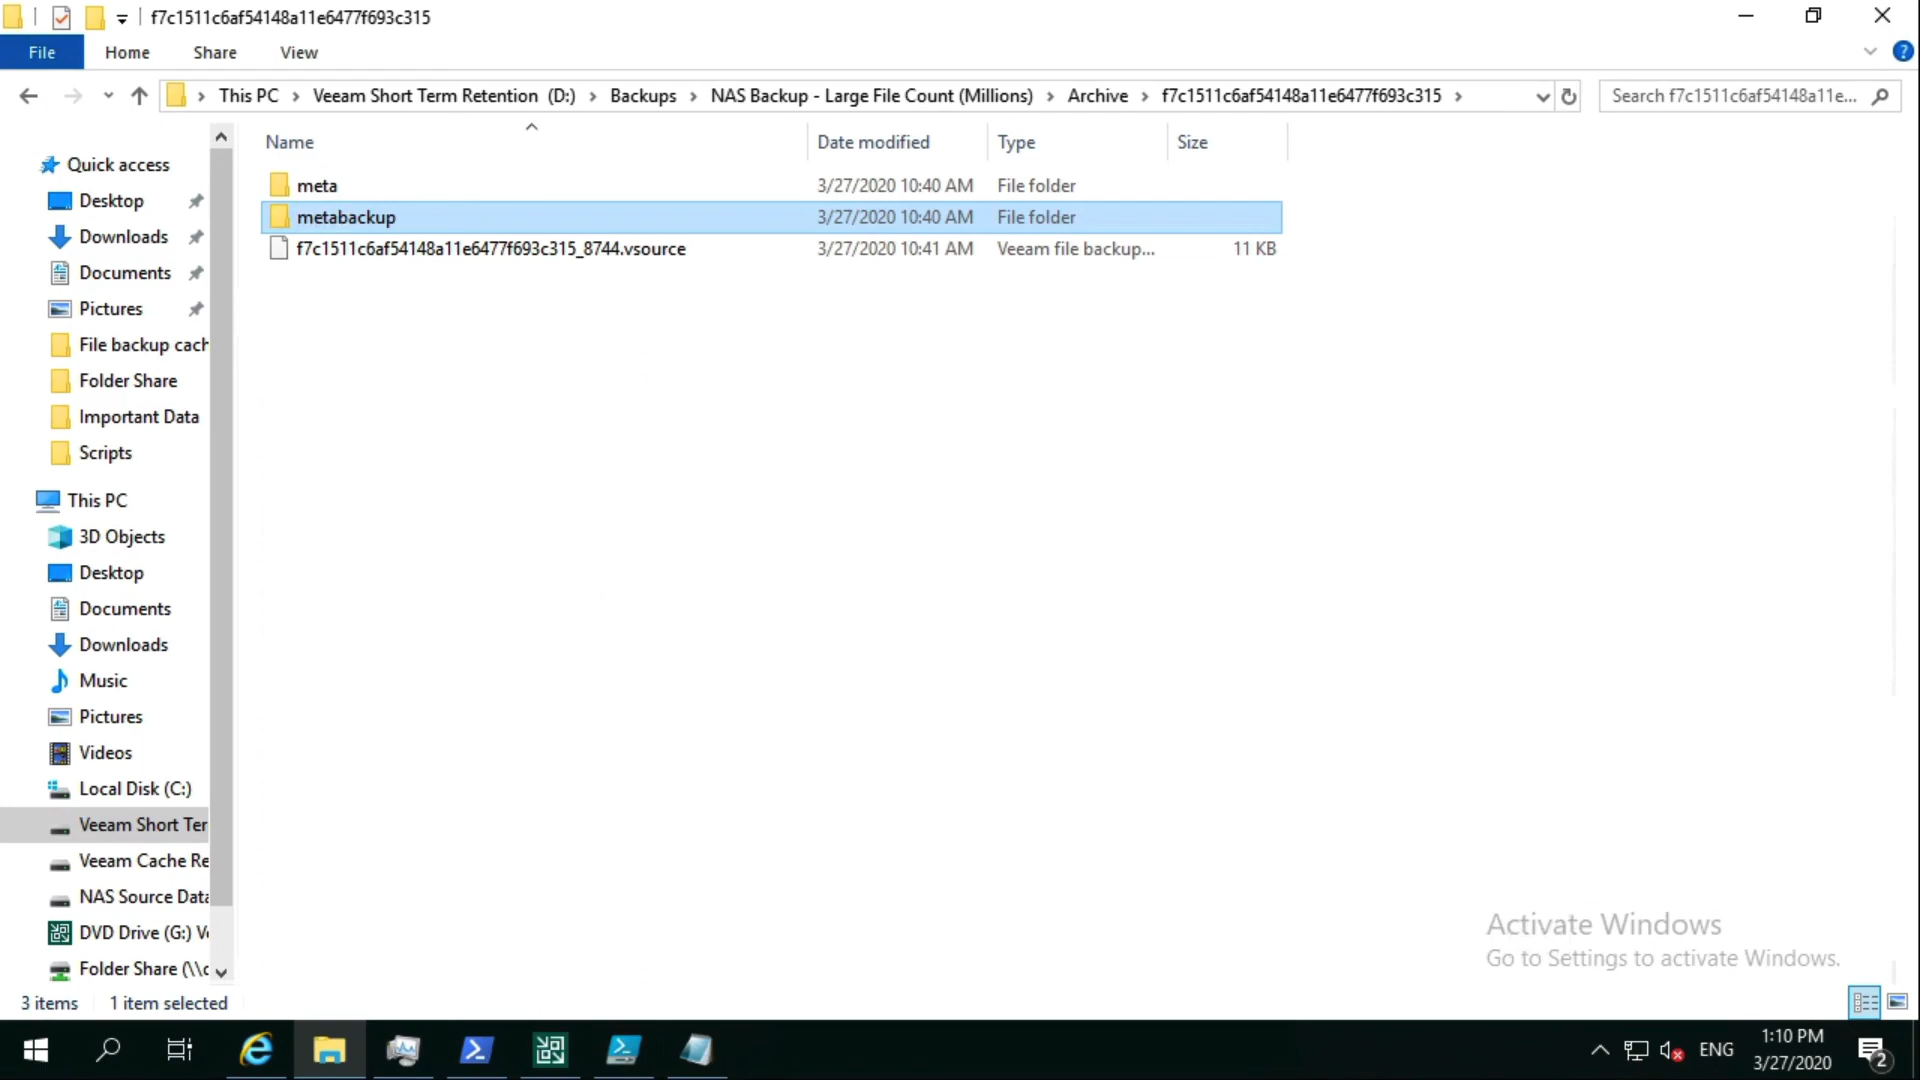 f7c1511c6af54148a11e6477f693c315
File Home Share View
This PC Veeam Short Term Retention (D:) Backups NAS Backup - Large File Count (Millions) Archive f7c1511c6af54148a11e6477f693c315 Search f7c1511c6af54148a11e...
Name Date modified Type Size
meta 3/27/2020 10:40 AM File folder
metabackup 3/27/2020 10:40 AM File folder
f7c1511c6af54148a11e6477f693c315_8744.vsource 3/27/2020 10:41 AM Veeam file backup... 11 KB
Quick access
Desktop
Downloads
Documents
Pictures
File backup cach
Folder Share
Important Data
Scripts
This PC
3D Objects
Desktop
Documents
Downloads
Music
Pictures
Videos
Local Disk (C:)
Veeam Short Ter
Veeam Cache Re
NAS Source Data
DVD Drive (G:) Ve
Folder Share (\\c
Activate Windows
Go to Settings to activate Windows.
3 items 1 item selected
ENG
1:10 PM
3/27/2020
2